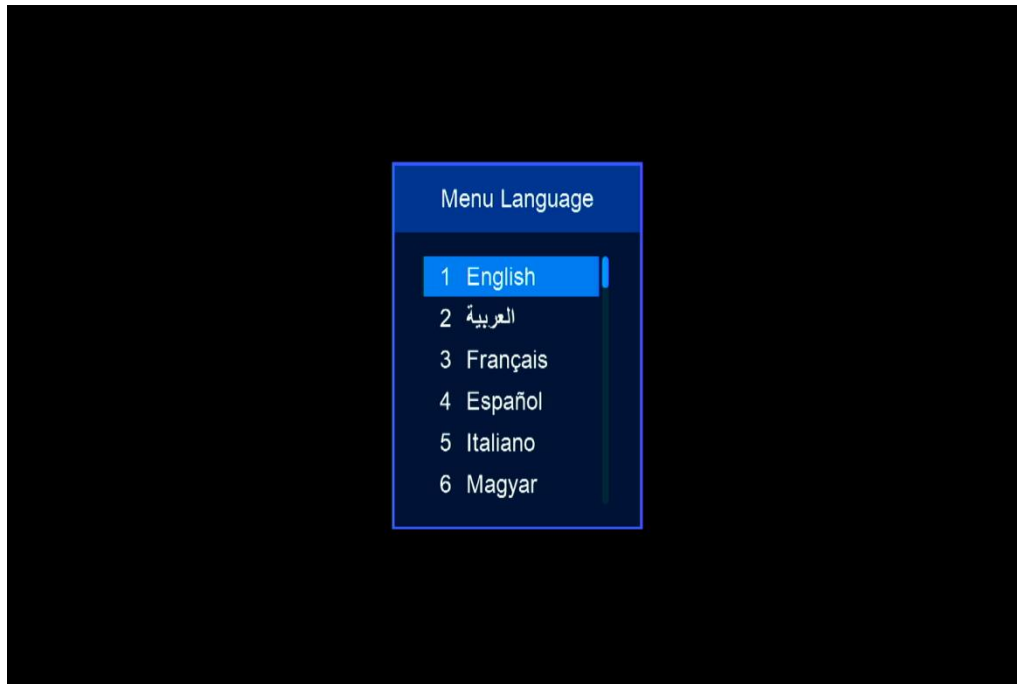 Menu Language
1 English
2 العربية
3 Français
4 Español
5 Italiano
6 Magyar